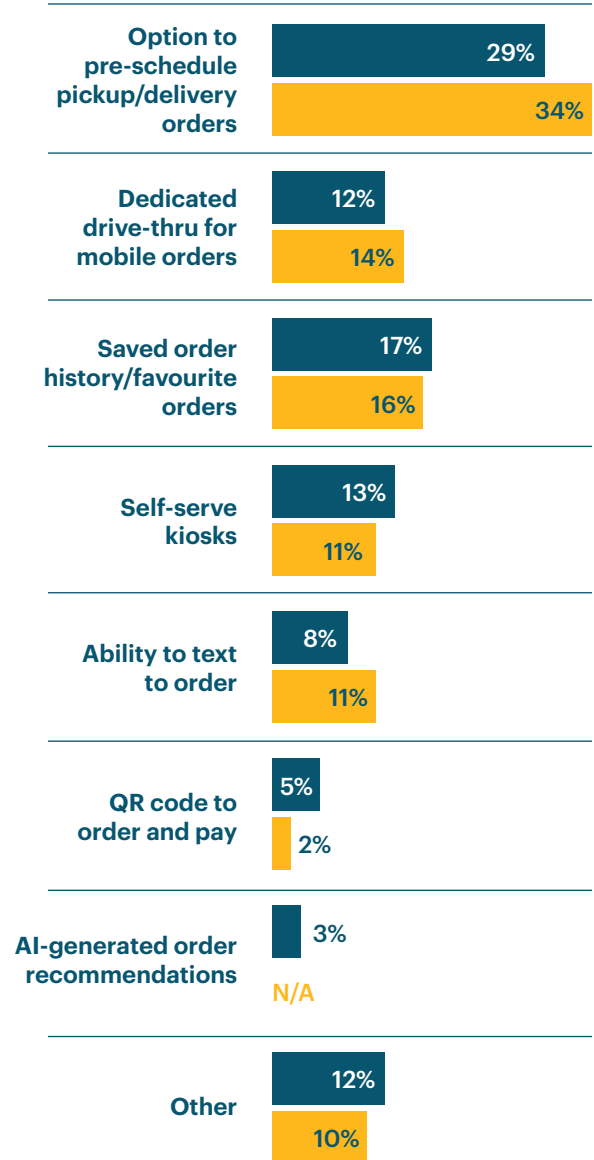 Option to
pre-schedule
pickup/delivery
orders
29%
34%
Dedicated
drive-thru for
mobile orders
12%
14%
Saved order
history/favourite
orders
17%
16%
Self-serve
kiosks
13%
11%
Ability to text
to order
8%
11%
QR code to
order and pay
5%
2%
AI-generated order
recommendations
3%
N/A
Other
12%
10%